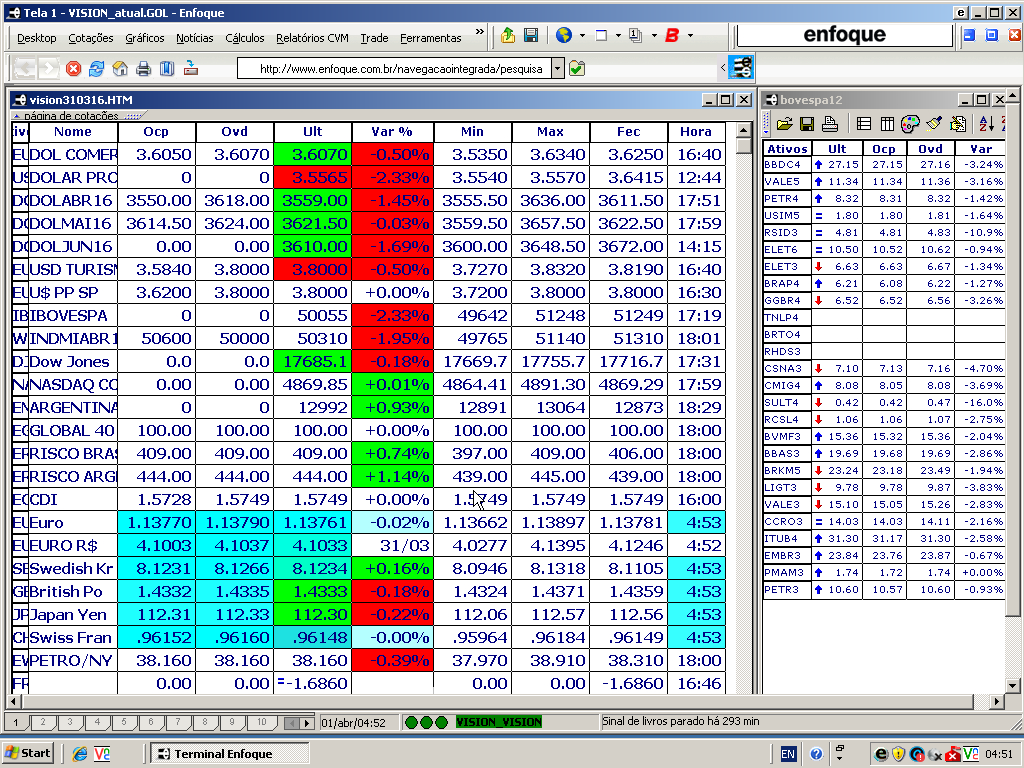 Tela 1 - VISION_atual.GOL - Enfoque
Desktop Cotações Gráficos Notícias Cálculos Relatórios CVM Trade Ferramentas » B enfoque
http://www.enfoque.com.br/navegacaointegrada/pesquisa
vision310316.HTM
página de cotacões
Nome Ocp Ovd Ult Var % Min Max Fec Hora
DOL COMER 3.6050 3.6070 3.6070 -0.50% 3.5350 3.6340 3.6250 16:40
DOLAR PRO 0 0 3.5565 -2.33% 3.5540 3.5570 3.6415 12:44
DOLABR16 3550.00 3618.00 3559.00 -1.45% 3555.50 3636.00 3611.50 17:51
DOLMAI16 3614.50 3624.00 3621.50 -0.03% 3559.50 3657.50 3622.50 17:59
DOLJUN16 0.00 0.00 3610.00 -1.69% 3600.00 3648.50 3672.00 14:15
USD TURISM 3.5840 3.8000 3.8000 -0.50% 3.7270 3.8320 3.8190 16:40
U$ PP SP 3.6200 3.8000 3.8000 +0.00% 3.7200 3.8000 3.8000 16:30
IBOVESPA 0 0 50055 -2.33% 49642 51248 51249 17:19
INDMIABR1 50600 50000 50310 -1.95% 49765 51140 51310 18:01
Dow Jones 0.0 0.0 17685.1 -0.18% 17669.7 17755.7 17716.7 17:31
NASDAQ CO 0.00 0.00 4869.85 +0.01% 4864.41 4891.30 4869.29 17:59
ARGENTINA 0 0 12992 +0.93% 12891 13064 12873 18:29
GLOBAL 40 100.00 100.00 100.00 +0.00% 100.00 100.00 100.00 18:00
RISCO BRAS 409.00 409.00 409.00 +0.74% 397.00 409.00 406.00 18:00
RISCO ARGI 444.00 444.00 445.00 +1.14% 439.00 445.00 439.00 18:00
CDI 1.5728 1.5749 1.5749 +0.00% 1.5749 1.5749 1.5749 16:00
Euro 1.13770 1.13790 1.13761 -0.02% 1.13662 1.13897 1.13781 4:53
EURO R$ 4.1003 4.1037 4.1033 31/03 4.0277 4.1395 4.1246 4:52
Swedish Kr 8.1231 8.1266 8.1234 +0.16% 8.0946 8.1318 8.1105 4:53
British Po 1.4332 1.4335 1.4333 -0.18% 1.4324 1.4371 1.4359 4:53
Japan Yen 112.31 112.33 112.30 -0.22% 112.06 112.57 112.56 4:53
Swiss Fran .96152 .96160 .96148 -0.00% .95964 .96184 .96149 4:53
PETRO/NY 38.160 38.160 38.160 -0.39% 37.970 38.910 38.310 18:00
0.00 0.00 =-1.6860 0.00 0.00 -1.6860 16:46
bovespa12
Ativos Ult Ocp Ovd Var
BBDC4 27.15 27.15 27.16 -3.24%
VALE5 11.34 11.34 11.36 -3.16%
PETR4 8.32 8.31 8.32 -1.42%
USIM5 = 1.80 1.80 1.81 -1.64%
RSID3 = 4.81 4.81 4.83 -10.9%
ELET6 = 10.50 10.52 10.62 -0.94%
ELET3 6.63 6.63 6.67 -1.34%
BRAP4 6.21 6.08 6.22 -1.27%
GGBR4 6.52 6.52 6.56 -3.26%
TNLP4
BRTO4
RHDS3
CSNA3 7.10 7.13 7.16 -4.70%
CMIG4 8.08 8.05 8.08 -3.69%
SULT4 0.42 0.42 0.47 -16.0%
RCSL4 1.06 1.06 1.07 -2.75%
BVMF3 15.36 15.32 15.36 -2.04%
BBAS3 19.69 19.68 19.69 -2.86%
BRKM5 23.24 23.18 23.49 -1.94%
LIGT3 9.78 9.78 9.87 -3.83%
VALE3 15.10 15.05 15.26 -2.83%
CCRO3 = 14.03 14.03 14.11 -2.16%
ITUB4 31.30 31.17 31.30 -2.58%
EMBR3 23.84 23.76 23.87 -0.67%
PMAM3 1.74 1.72 1.74 +0.00%
PETR3 10.60 10.57 10.60 -0.93%
1 2 3 4 5 6 7 8 9 10 01/abr/04:52 VISION_VISION Sinal de livros parado há 293 min
Start Terminal Enfoque EN 04:51